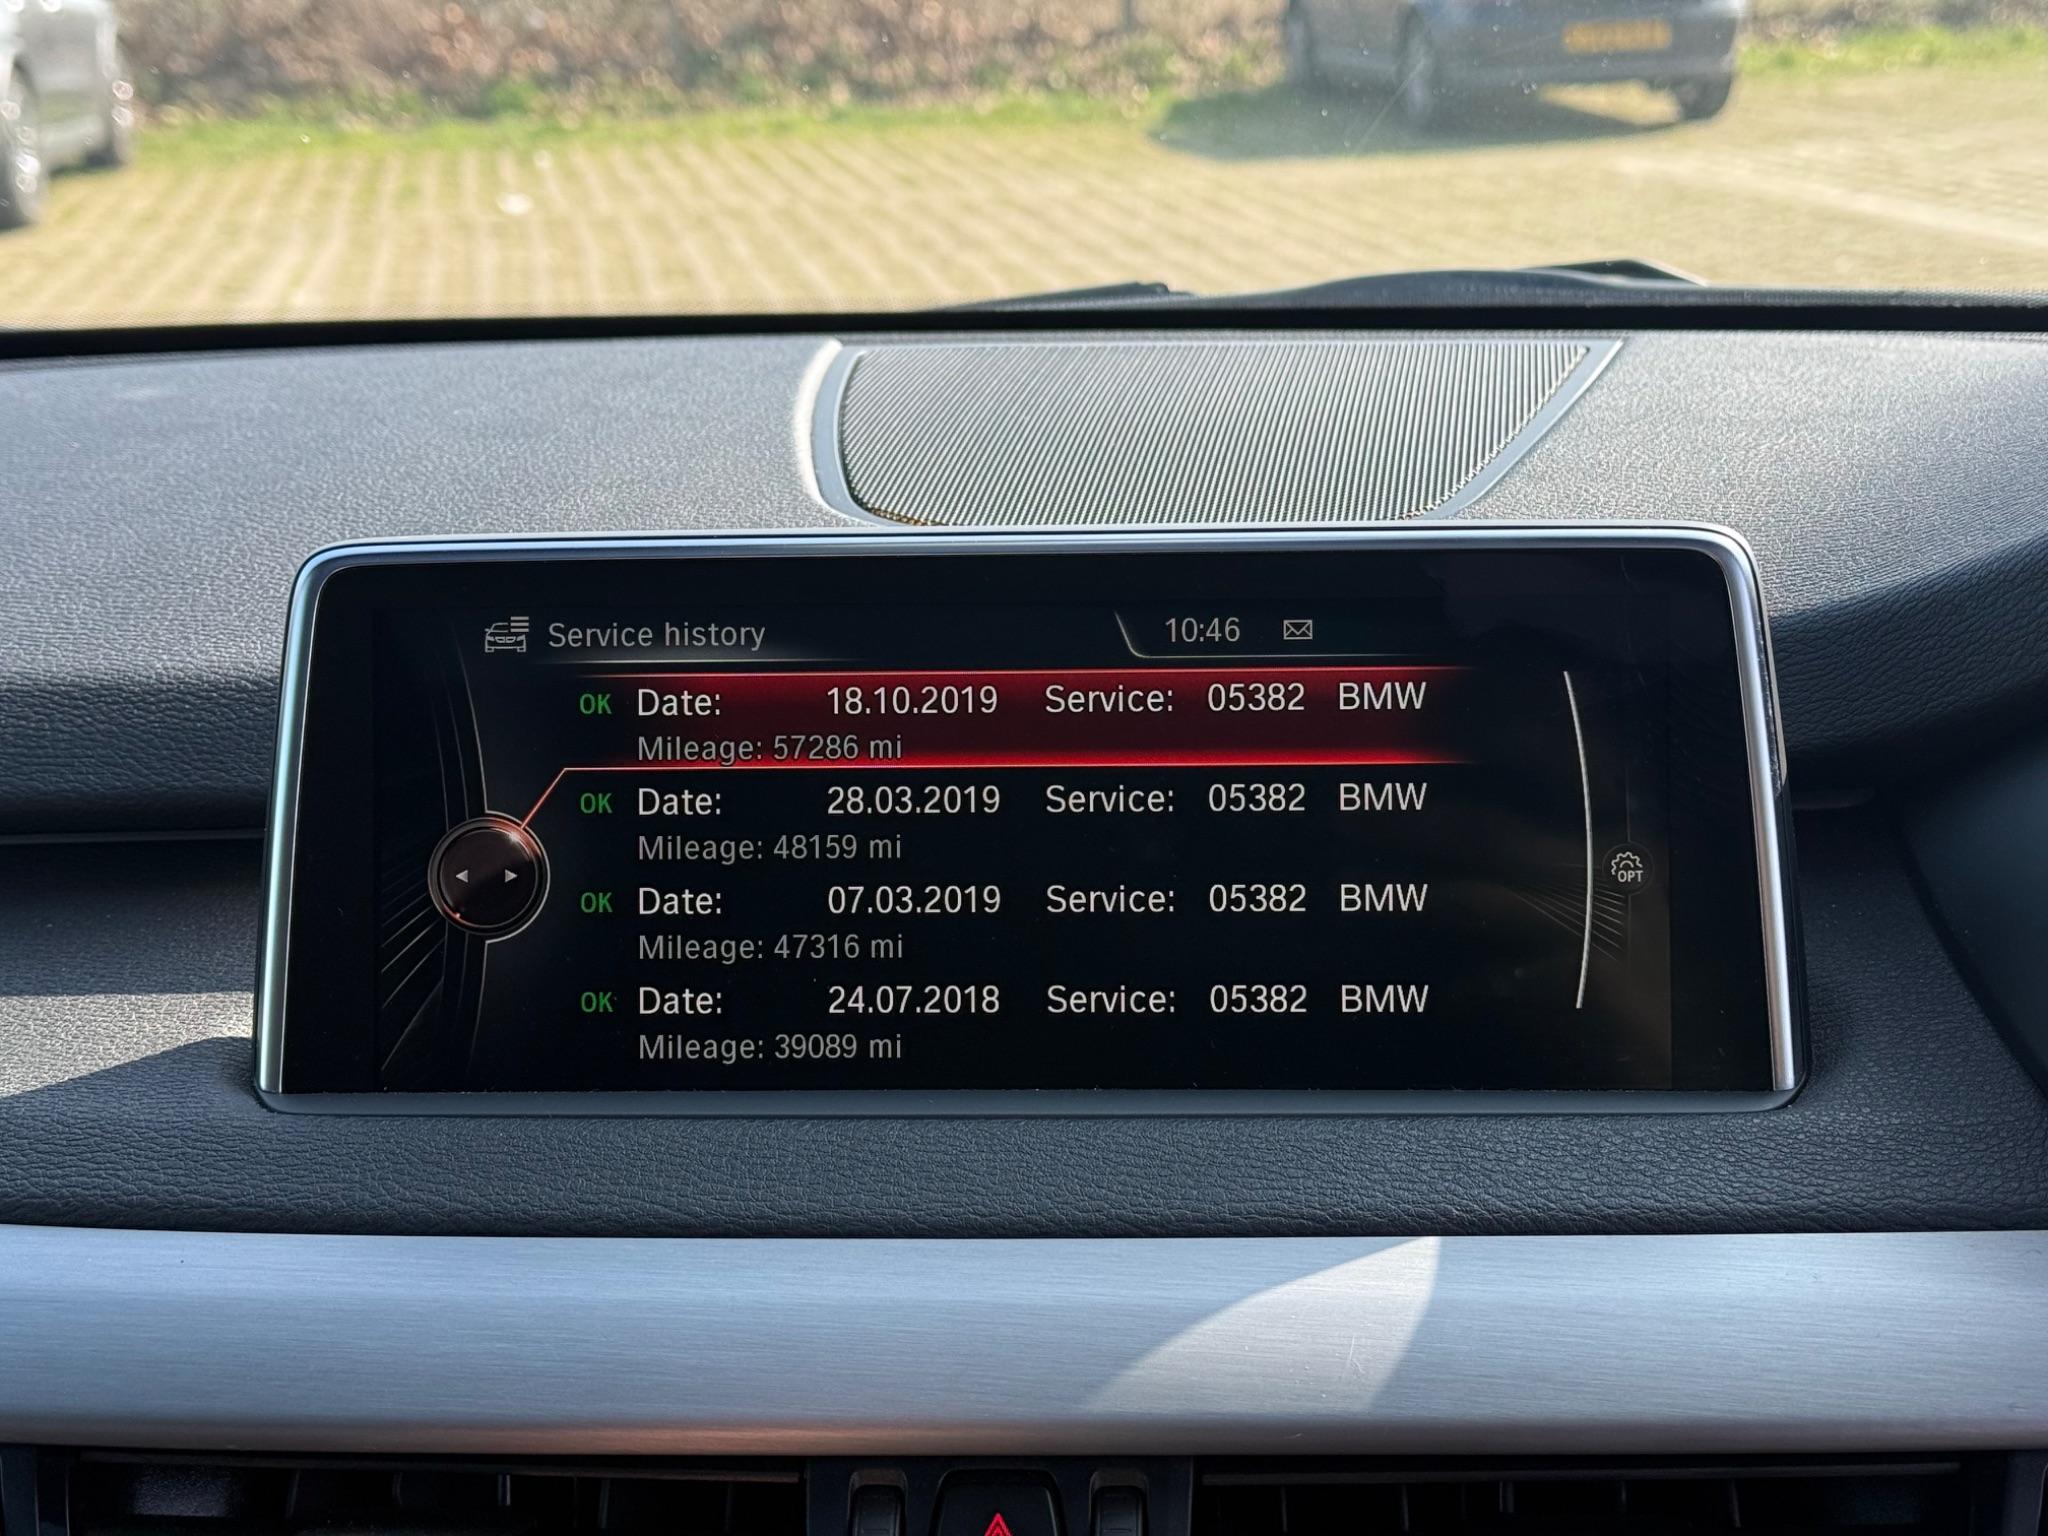 Service history 10:46
OK Date: 18.10.2019 Service: 05382 BMW
Mileage: 57286 mi
OK Date: 28.03.2019 Service: 05382 BMW
Mileage: 48159 mi
OK Date: 07.03.2019 Service: 05382 BMW
Mileage: 47316 mi
OPT
OK Date: 24.07.2018 Service: 05382 BMW
Mileage: 39089 mi